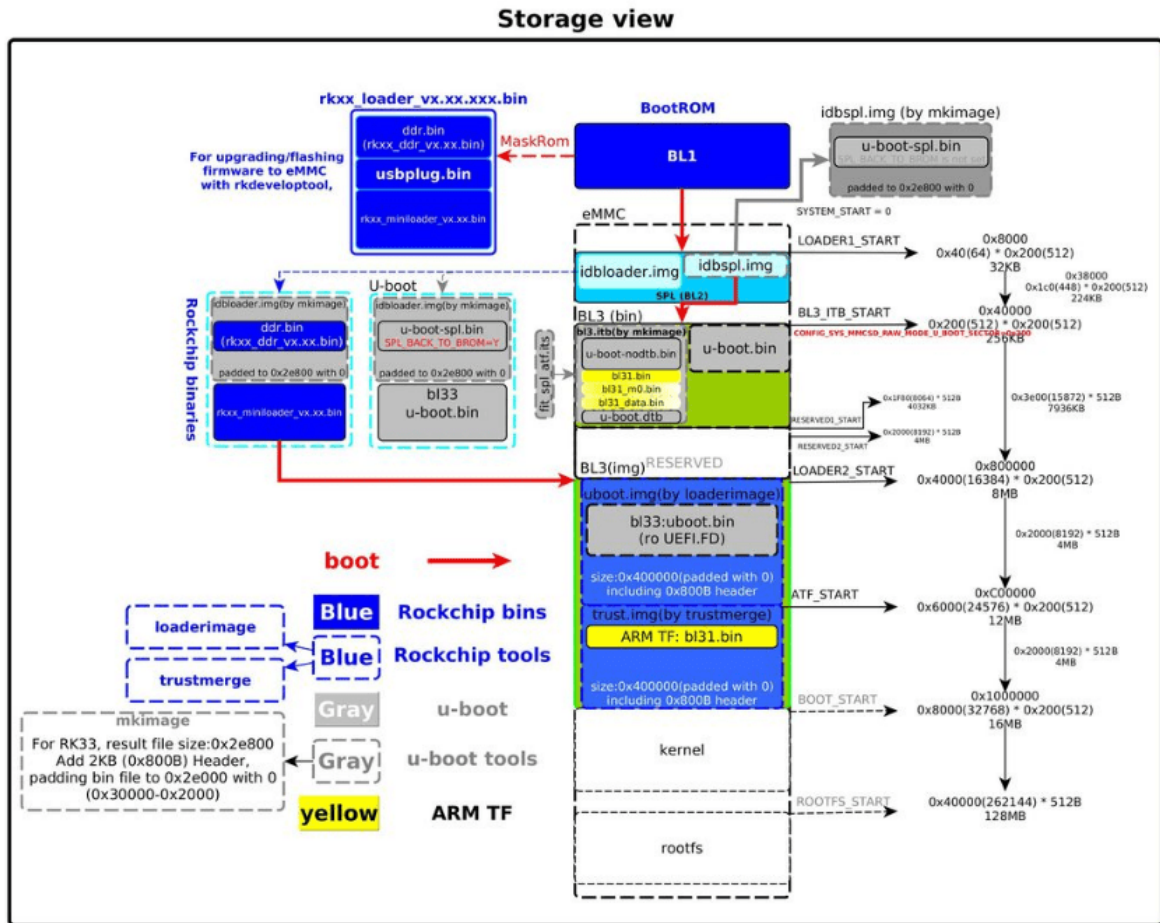 Storage view
rkxx_loader_vx.xx.xxx.bin
ddr.bin
(rkxx_ddr_vx.xx.bin)
usbplug.bin
rkxx_miniloader_vx.xx.bin
For upgrading/flashing
firmware to eMMC
with rkdeveloptool,
MaskRom
BootROM
BL1
idbspl.img (by mkimage)
u-boot-spl.bin
SPL_BACK_TO_BROM is not set
padded to 0x2e800 with 0
SYSTEM_START = 0
eMMC
LOADER1_START
0x8000
0x40(64) * 0x200(512)
32KB
idbloader.img
idbspl.img
SPL (BL2)
0x38000
0x1c0(448) * 0x200(512)
224KB
U-boot
Rockchip binaries
idbloader.img(by mkimage)
ddr.bin
(rkxx_ddr_vx.xx.bin)
padded to 0x2e800 with 0
rkxx_miniloader_vx.xx.bin
idbloader.img(by mkimage)
u-boot-spl.bin
SPL_BACK_TO_BROM=Y
padded to 0x2e800 with 0
bl33
u-boot.bin
fit_spl_atf.its
BL3 (bin)
bl3.itb(by mkimage)
u-boot-nodtb.bin
bl31.bin
bl31_m0.bin
bl31_data.bin
u-boot.dtb
u-boot.bin
BL3_ITB_START
0x40000
0x200(512) * 0x200(512)
CONFIG_SYS_MMCSD_RAW_MODE_U_BOOT_SECTOR=0x200
256KB
0x3e00(15872) * 512B
7936KB
0x1F80(8064) * 512B
4032KB
RESERVED1_START
0x2000(8192) * 512B
4MB
RESERVED2_START
RESERVED
BL3(img)
LOADER2_START
0x800000
0x4000(16384) * 0x200(512)
8MB
uboot.img(by loaderimage)
bl33:uboot.bin
(ro UEFI.FD)
size:0x400000(padded with 0)
including 0x800B header
0x2000(8192) * 512B
4MB
ATF_START
0xC00000
0x6000(24576) * 0x200(512)
12MB
trust.img(by trustmerge)
ARM TF: bl31.bin
size:0x400000(padded with 0)
including 0x800B header
0x2000(8192) * 512B
4MB
BOOT_START
0x1000000
0x8000(32768) * 0x200(512)
16MB
kernel
ROOTFS_START
0x40000(262144) * 512B
128MB
rootfs
boot
Blue
Rockchip bins
loaderimage
trustmerge
Blue
Rockchip tools
Gray
u-boot
mkimage
For RK33, result file size:0x2e800
Add 2KB (0x800B) Header,
padding bin file to 0x2e000 with 0
(0x30000-0x2000)
Gray
u-boot tools
yellow
ARM TF